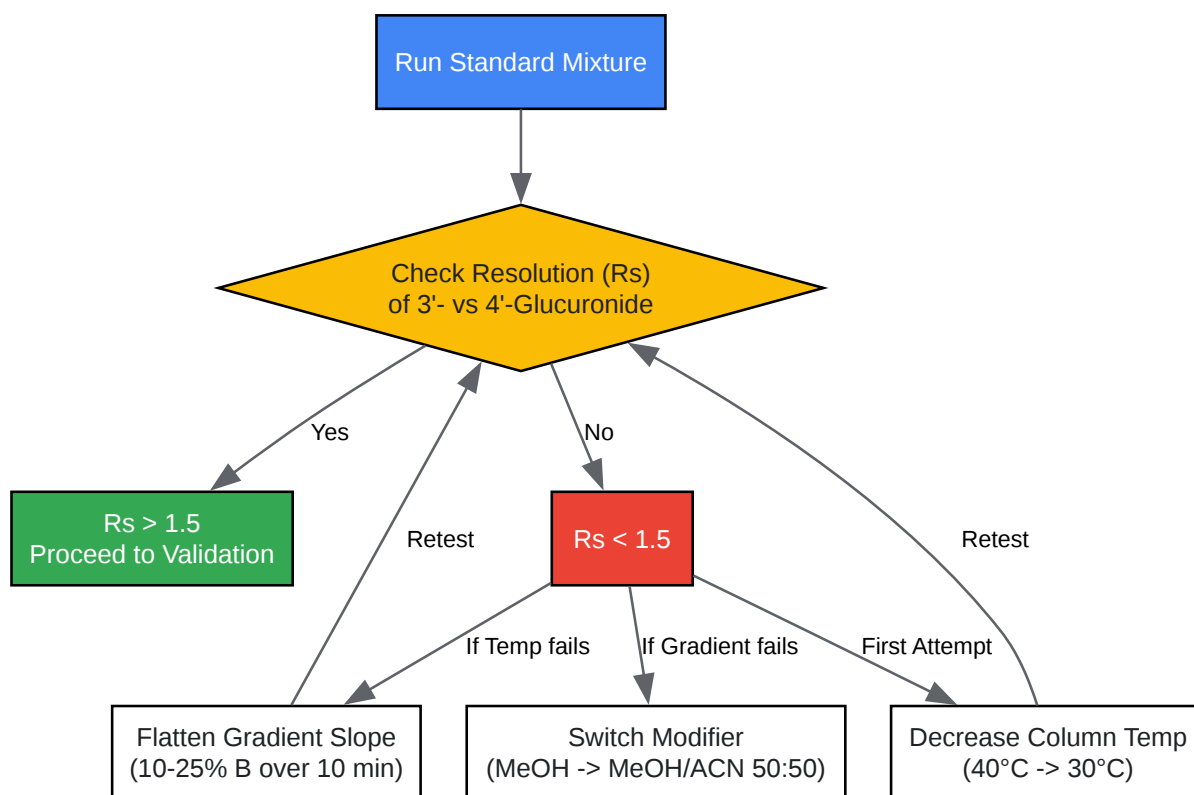 Run Standard Mixture
Check Resolution (Rs)
of 3'- vs 4'-Glucuronide
Yes
No
Rs > 1.5
Proceed to Validation
Retest
Rs < 1.5
Retest
If Temp fails
If Gradient fails
First Attempt
Flatten Gradient Slope
(10-25% B over 10 min)
Switch Modifier
(MeOH -> MeOH/ACN 50:50)
Decrease Column Temp
(40°C -> 30°C)